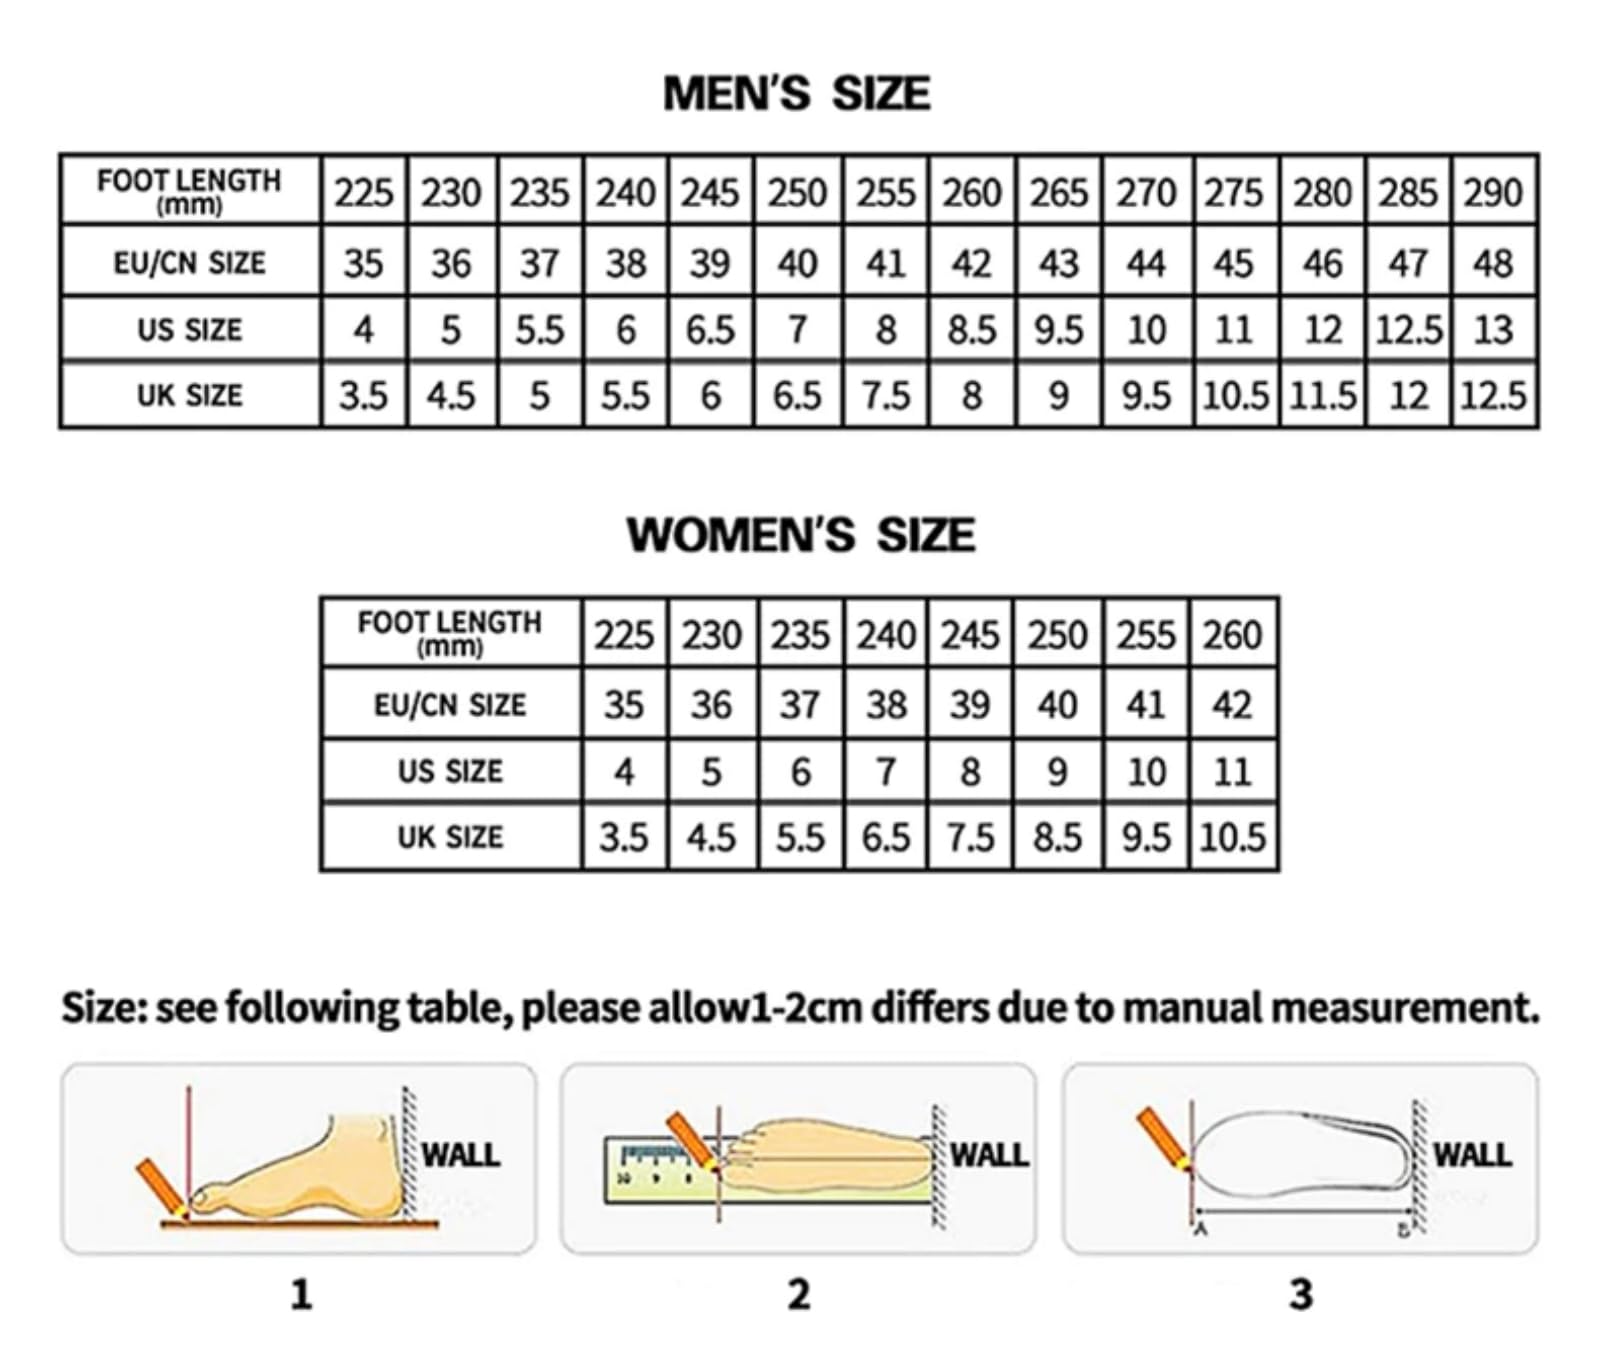 MEN'S SIZE
FOOT LENGTH (mm) 225 230 235 240 245 250 255 260 265 270 275 280 285 290
EU/CN SIZE 35 36 37 38 39 40 41 42 43 44 45 46 47 48
US SIZE 4 5 5.5 6 6.5 7 8 8.5 9.5 10 11 12 12.5 13
UK SIZE 3.5 4.5 5 5.5 6 6.5 7.5 8 9 9.5 10.5 11.5 12 12.5
WOMEN'S SIZE
FOOT LENGTH (mm) 225 230 235 240 245 250 255 260
EU/CN SIZE 35 36 37 38 39 40 41 42
US SIZE 4 5 6 7 8 9 10 11
UK SIZE 3.5 4.5 5.5 6.5 7.5 8.5 9.5 10.5
Size: see following table, please allow1-2cm differs due to manual measurement.
WALL
10 9 8
WALL
WALL
A B
1 2 3